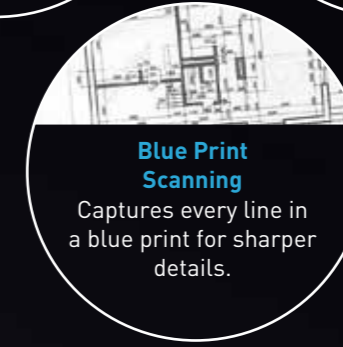 Blue Print
Scanning
Captures every line in
a blue print for sharper
details.